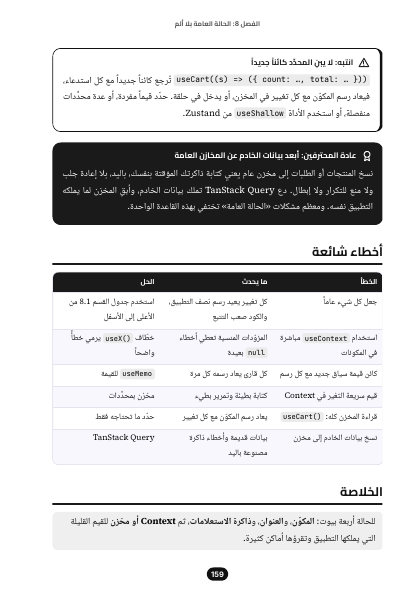 الفصل 8: الحالة العامة بلا ألم
انتبه: لا يبنِ المحدِّد كائناً جديداً
useCart((s) => ({ count: …, total: … })) تُرجع كائناً جديداً مع كل استدعاء،
فيعاد رسم المكوّن مع كل تغيير في المخزن، أو يدخل في حلقة. حدّد قيماً مفردة، أو عدة محدِّدات
منفصلة، أو استخدم الأداة useShallow من Zustand.
عادة المحترفين: أبعد بيانات الخادم عن المخازن العامة
نسخ المنتجات أو الطلبات إلى مخزن عام يعني كتابة ذاكرتك المؤقتة بنفسك، باليد، بلا إعادة جلب
ولا منع للتكرار ولا إبطال. دع TanStack Query تملك بيانات الخادم، وأبقِ المخزن لما يملكه
التطبيق نفسه. ومعظم مشكلات «الحالة العامة» تختفي بهذه القاعدة الواحدة.
أخطاء شائعة
الخطأ ما يحدث الحل
جعل كل شيء عاماً كل تغيير يعيد رسم نصف التطبيق، استخدم جدول القسم 8.1 من
والكود صعب التتبع الأعلى إلى الأسفل
استخدام useContext مباشرة المزوّدات المنسية تعطي أخطاء خطّاف useX() يرمي خطأً
في المكونات null بعيدة واضحاً
كائن قيمة سياق جديد مع كل رسم كل قارئ يعاد رسمه كل مرة useMemo للقيمة
قيم سريعة التغير في Context كتابة بطيئة وتمرير بطيء مخزن بمحدِّدات
قراءة المخزن كله: useCart() يعاد رسم المكوّن مع كل تغيير حدّد ما تحتاجه فقط
نسخ بيانات الخادم إلى مخزن بيانات قديمة وأخطاء ذاكرة TanStack Query
مصنوعة باليد
الخلاصة
للحالة أربعة بيوت: المكوّن، والعنوان، وذاكرة الاستعلامات، ثم Context أو مخزن للقيم القليلة
التي يملكها التطبيق وتقرؤها أماكن كثيرة.
159